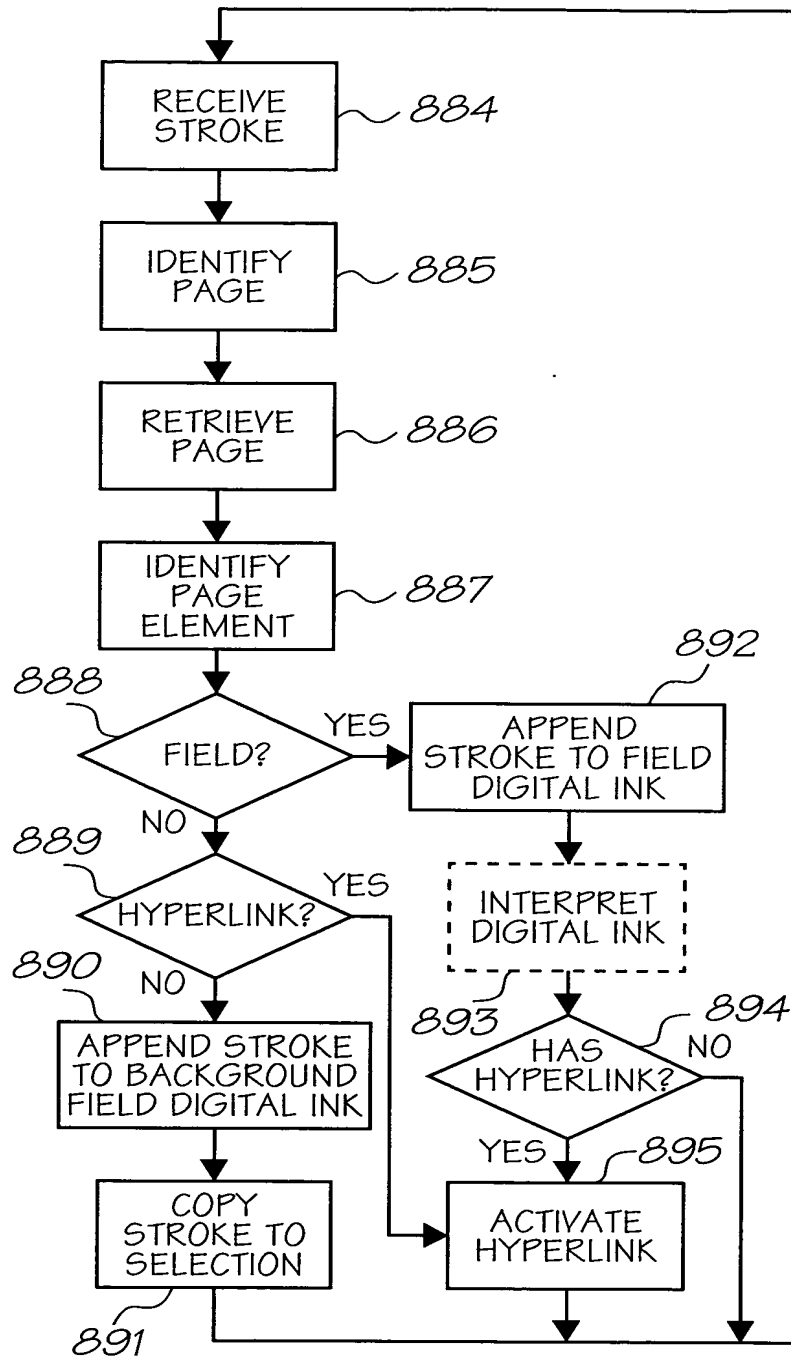 RECEIVE
STROKE
884
IDENTIFY
PAGE
885
RETRIEVE
PAGE
886
IDENTIFY
PAGE
ELEMENT
887
888
FIELD?
YES
NO
892
APPEND
STROKE TO FIELD
DIGITAL INK
889
HYPERLINK?
YES
NO
INTERPRET
DIGITAL INK
893
890
APPEND STROKE
TO BACKGROUND
FIELD DIGITAL INK
894
HAS
HYPERLINK?
NO
YES
895
COPY
STROKE TO
SELECTION
891
ACTIVATE
HYPERLINK